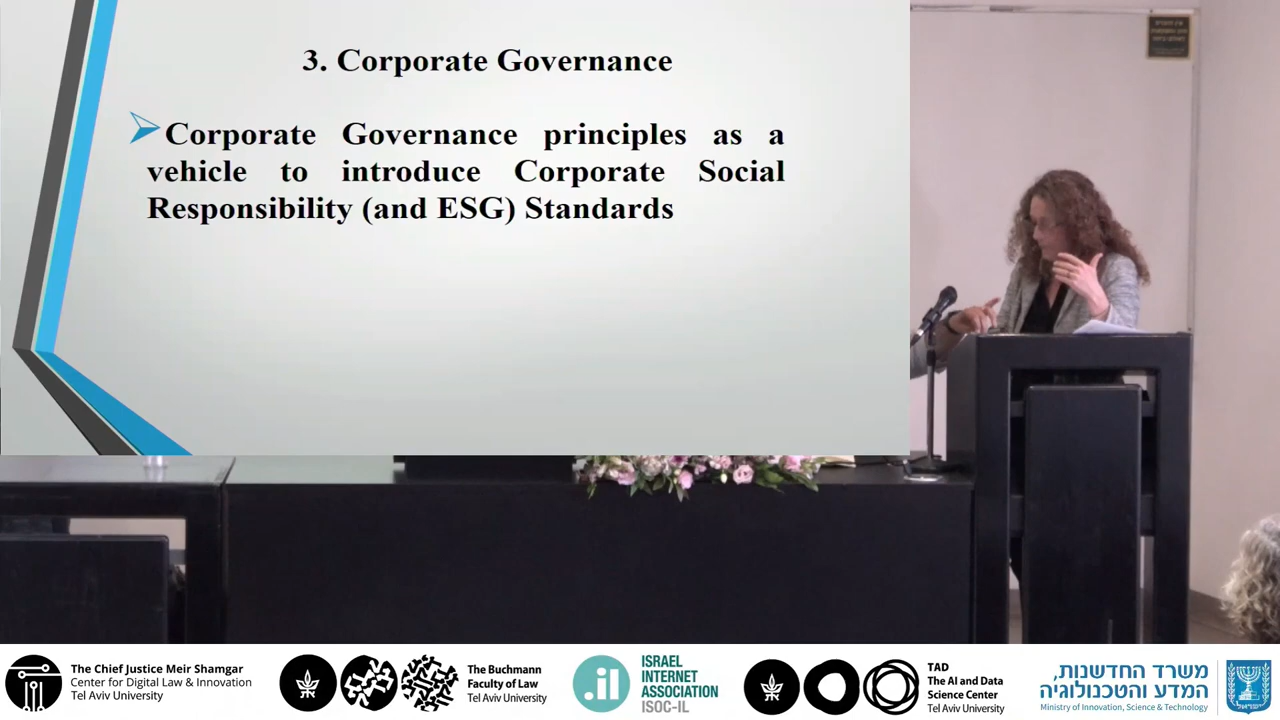 3. Corporate Governance
Corporate Governance principles as a
vehicle to introduce Corporate Social
Responsibility (and ESG) Standards
The Chief Justice Meir Shamgar
Center for Digital Law & Innovation
Tel Aviv University
The Buchmann
Faculty of Law
Tel Aviv University
.il
ISRAEL
INTERNET
ASSOCIATION
ISOC-IL
TAD
The AI and Data
Science Center
Tel Aviv University
משרד החדשנות,
המדע והטכנולוגיה
Ministry of Innovation, Science & Technology